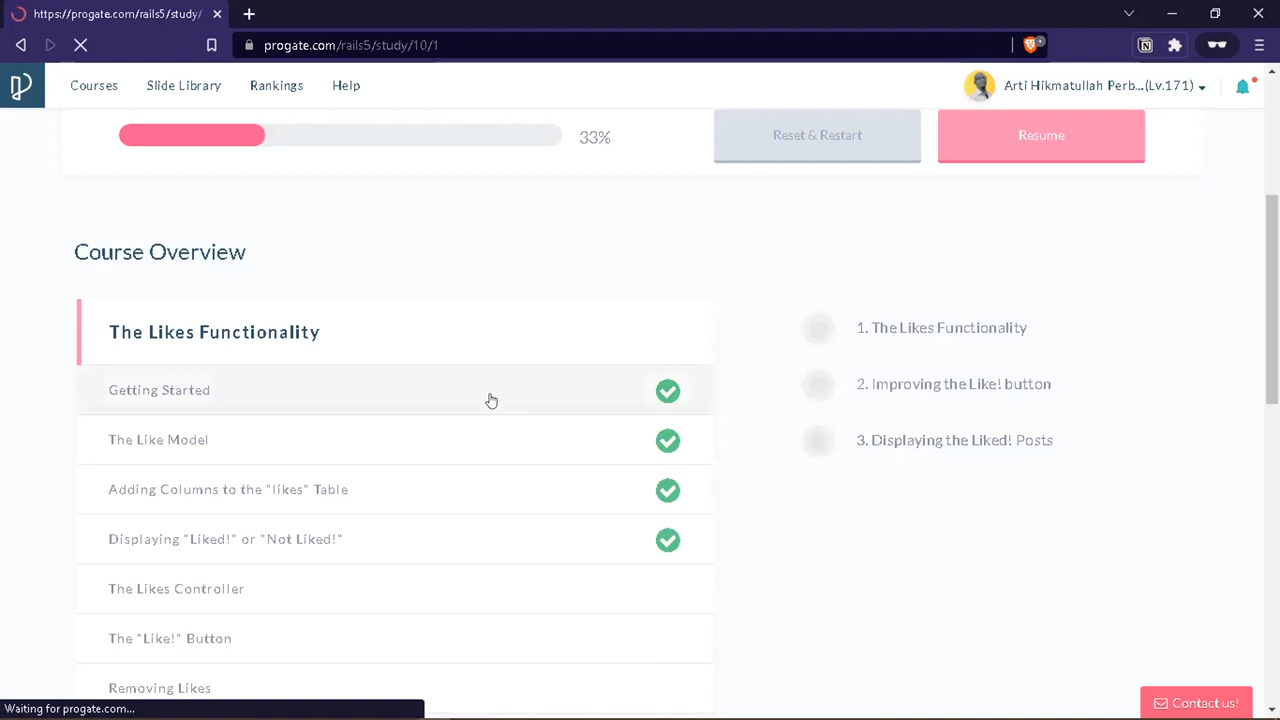 https://progate.com/rails5/study/
progate.com/rails5/study/10/1
Courses
Slide Library
Rankings
Help
Arti Hikmatullah Perb...(Lv.171)
33%
Reset & Restart
Resume
Course Overview
The Likes Functionality
Getting Started
The Like Model
Adding Columns to the "likes" Table
Displaying "Liked!" or "Not Liked!"
The Likes Controller
The "Like!" Button
Removing Likes
1. The Likes Functionality
2. Improving the Like! button
3. Displaying the Liked! Posts
Waiting for progate.com...
Contact us!